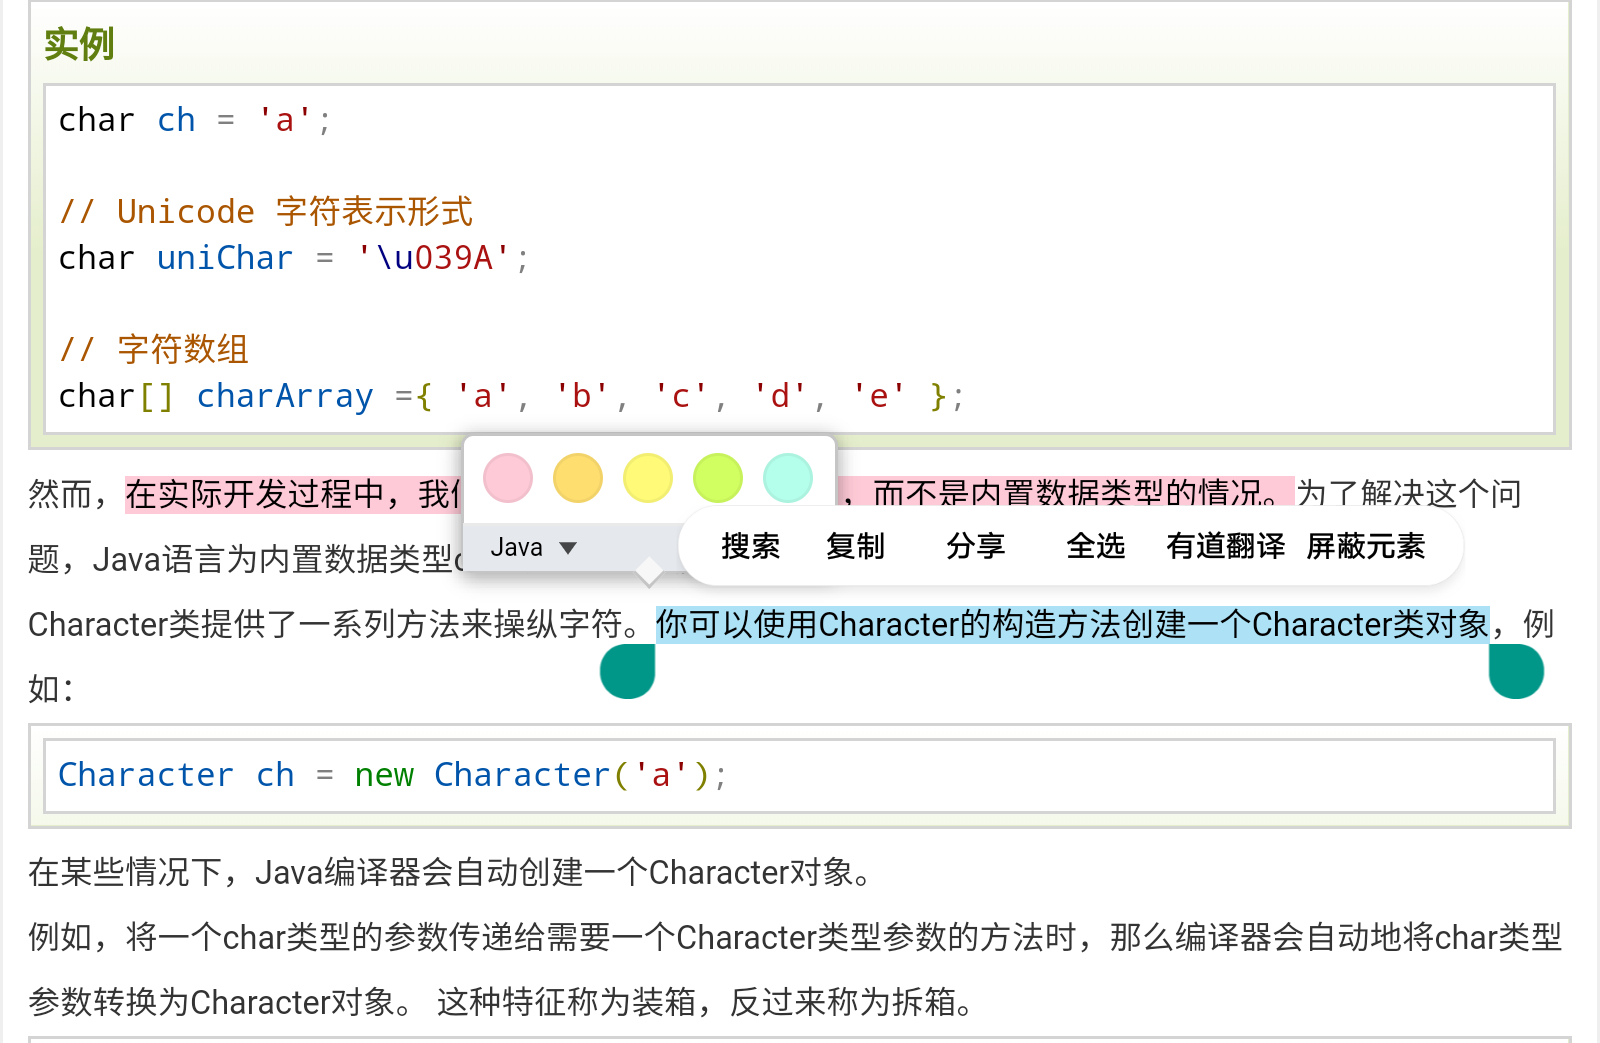 实例
char ch = 'a';
// Unicode 字符表示形式
char uniChar = '\u039A';
// 字符数组
char[] charArray ={ 'a', 'b', 'c', 'd', 'e' };
然而，在实际开发过程中，我们
，而不是内置数据类型的情况。为了解决这个问
题，Java语言为内置数据类型c
Java
搜索 复制 分享 全选 有道翻译 屏蔽元素
Character类提供了一系列方法来操纵字符。你可以使用Character的构造方法创建一个Character类对象，例
如：
Character ch = new Character('a');
在某些情况下，Java编译器会自动创建一个Character对象。
例如，将一个char类型的参数传递给需要一个Character类型参数的方法时，那么编译器会自动地将char类型
参数转换为Character对象。 这种特征称为装箱，反过来称为拆箱。